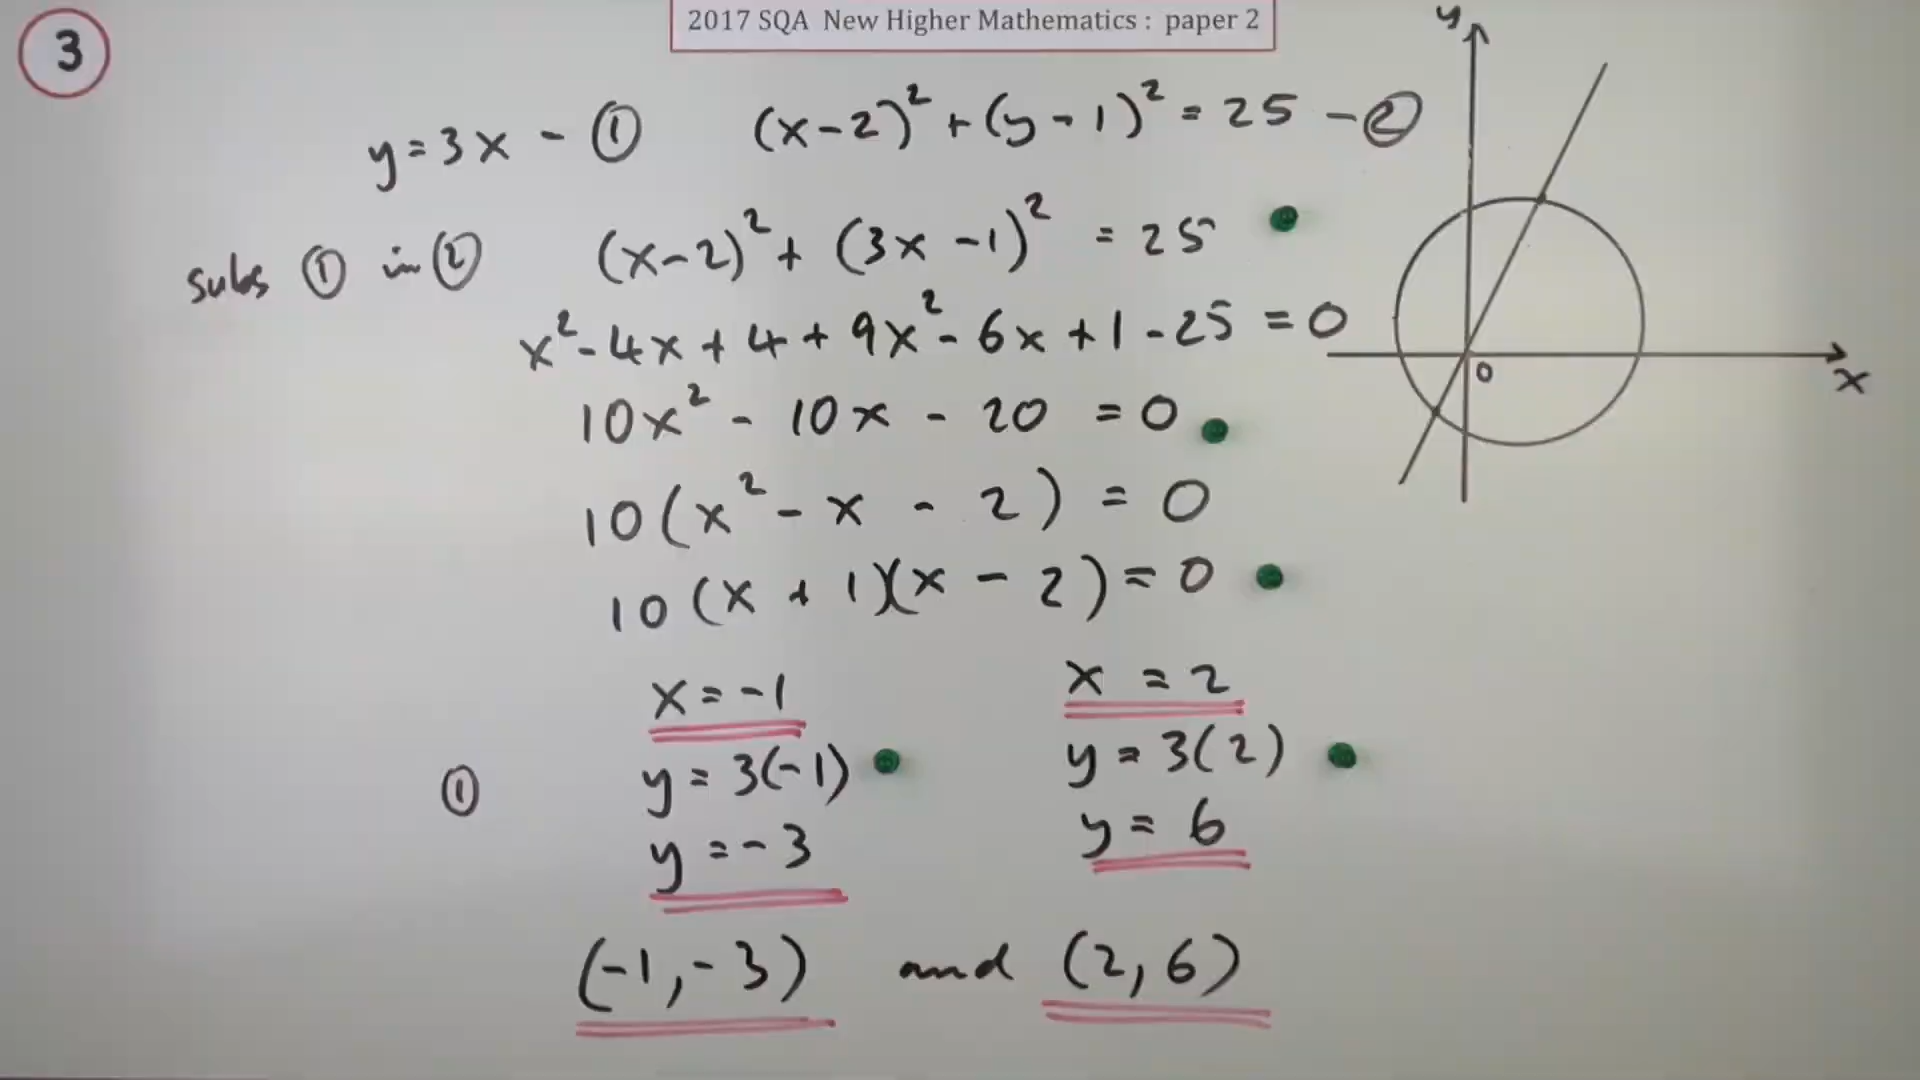 2017 SQA New Higher Mathematics : paper 2
3
y = 3x - ① (x-2)² + (y-1)² = 25 - ②
subs ① in ② (x-2)² + (3x-1)² = 25
x² - 4x + 4 + 9x² - 6x + 1 - 25 = 0
10x² - 10x - 20 = 0
10(x² - x - 2) = 0
10(x + 1)(x - 2) = 0
x = -1 x = 2
① y = 3(-1) y = 3(2)
y = -3 y = 6
(-1, -3) and (2, 6)
y
0
x